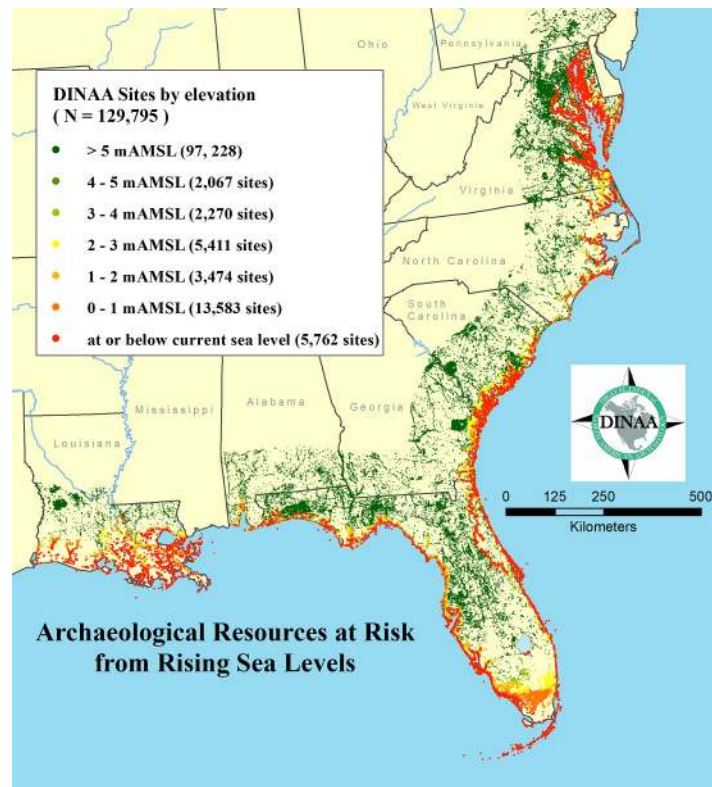 Ohio
Pennsylvania
DINAA Sites by elevation
( N = 129,795 )
> 5 mAMSL (97, 228)
4 - 5 mAMSL (2,067 sites)
3 - 4 mAMSL (2,270 sites)
2 - 3 mAMSL (5,411 sites)
1 - 2 mAMSL (3,474 sites)
0 - 1 mAMSL (13,583 sites)
at or below current sea level (5,762 sites)
West Virginia
Virginia
North Carolina
South
Carolina
Mississippi
Alabama
Georgia
Louisiana
DINAA
0 125 250 500
Kilometers
Archaeological Resources at Risk
from Rising Sea Levels